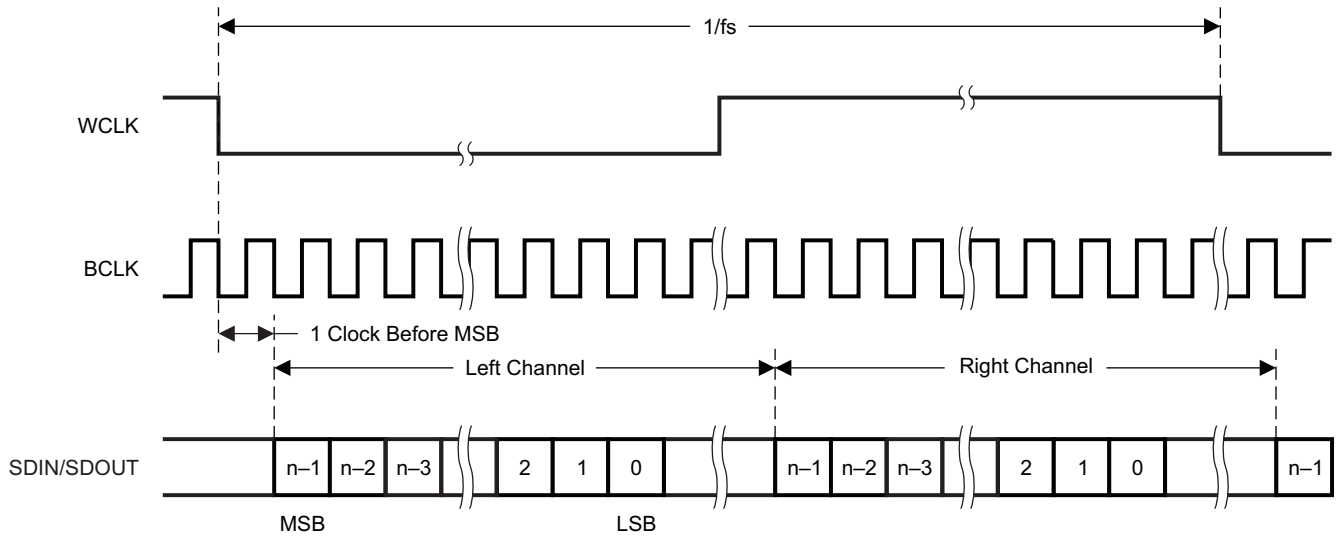 1/fs
WCLK
BCLK
1 Clock Before MSB
Left Channel
Right Channel
SDIN/SDOUT
n–1 n–2 n–3 2 1 0 n–1 n–2 n–3 2 1 0 n–1
MSB LSB